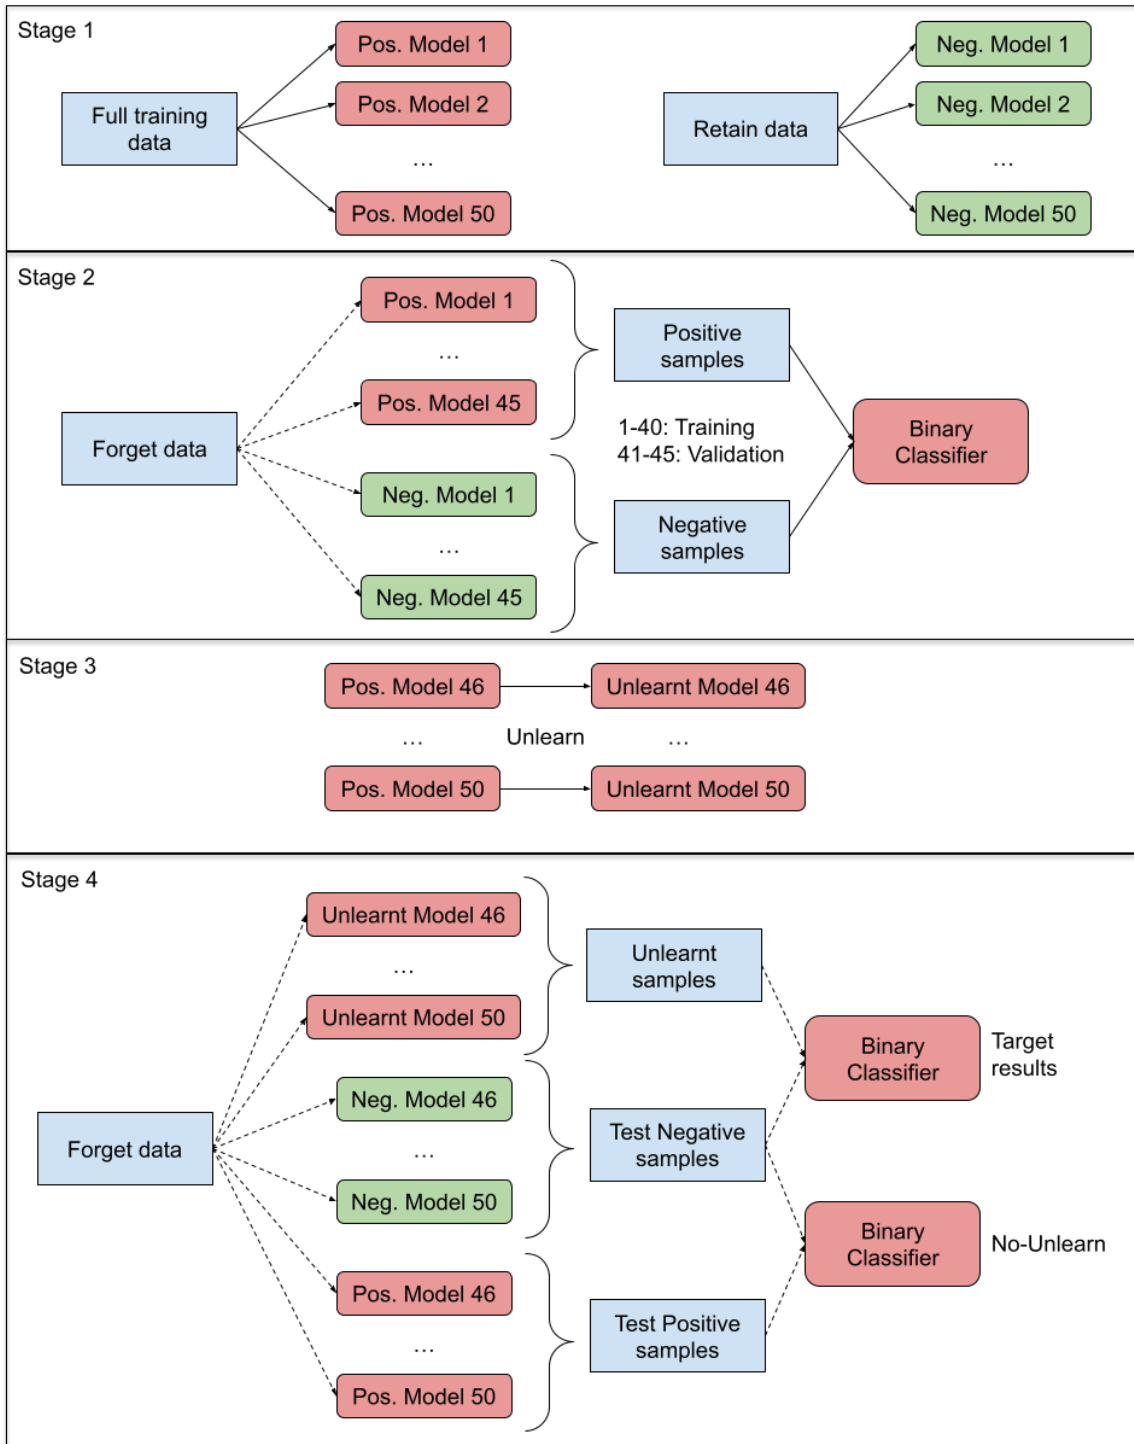 Stage 1
Full training
data
Pos. Model 1
Pos. Model 2
...
Pos. Model 50
Retain data
Neg. Model 1
Neg. Model 2
...
Neg. Model 50
Stage 2
Forget data
Pos. Model 1
...
Pos. Model 45
Neg. Model 1
...
Neg. Model 45
Positive
samples
1-40: Training
41-45: Validation
Negative
samples
Binary
Classifier
Stage 3
Pos. Model 46
Unlearnt Model 46
...
Unlearn
...
Pos. Model 50
Unlearnt Model 50
Stage 4
Forget data
Unlearnt Model 46
...
Unlearnt Model 50
Neg. Model 46
...
Neg. Model 50
Pos. Model 46
...
Pos. Model 50
Unlearnt
samples
Test Negative
samples
Test Positive
samples
Binary
Classifier
Target
results
Binary
Classifier
No-Unlearn